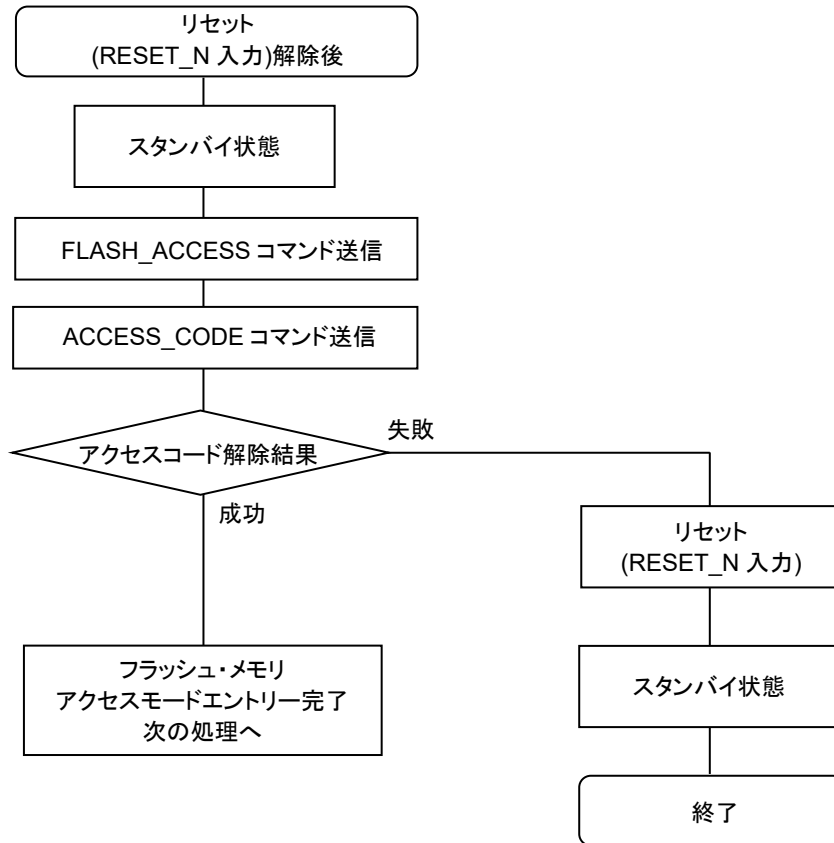 リセット
(RESET_N 入力)解除後
スタンバイ状態
FLASH_ACCESS コマンド送信
ACCESS_CODE コマンド送信
アクセスコード解除結果
失敗
成功
リセット
(RESET_N 入力)
フラッシュ・メモリ
アクセスモードエントリー完了
次の処理へ
スタンバイ状態
終了